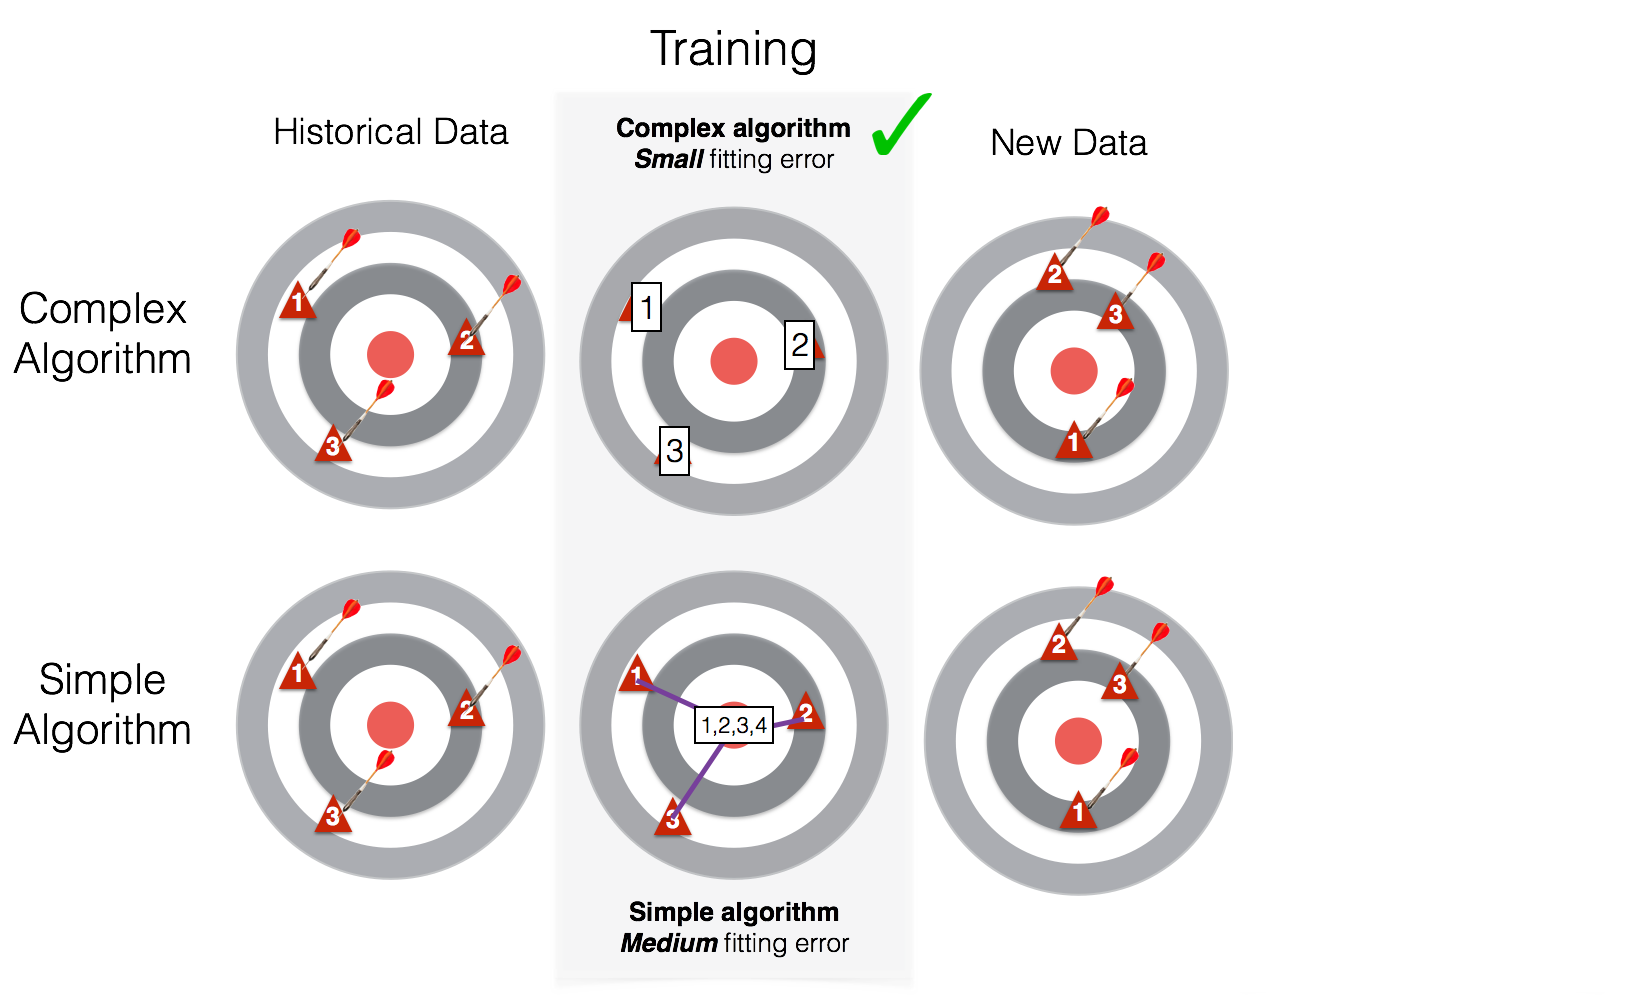 Training
Historical Data
Complex algorithm
Small fitting error
New Data
Complex
Algorithm
1
2
3
1
2
3
2
3
1
Simple
Algorithm
1
2
3
1
2
1,2,3,4
3
2
3
1
Simple algorithm
Medium fitting error